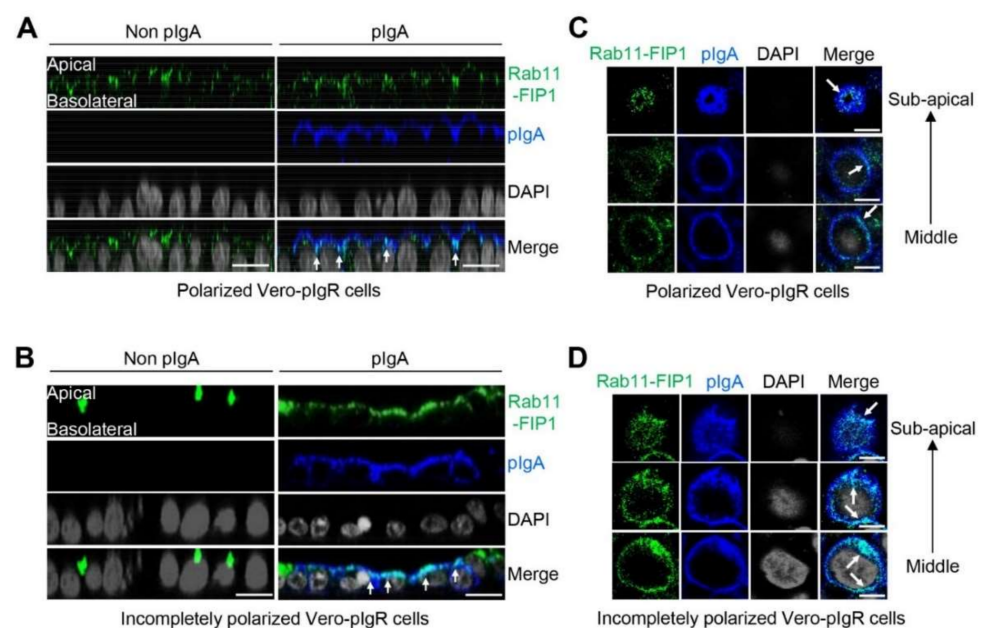 A
Non pIgA
pIgA
Apical
Basolateral
Rab11
-FIP1
pIgA
DAPI
Merge
Polarized Vero-pIgR cells
B
Non pIgA
pIgA
Apical
Basolateral
Rab11
-FIP1
pIgA
DAPI
Merge
Incompletely polarized Vero-pIgR cells
C
Rab11-FIP1 pIgA DAPI Merge
Sub-apical
Middle
Polarized Vero-pIgR cells
D
Rab11-FIP1 pIgA DAPI Merge
Sub-apical
Middle
Incompletely polarized Vero-pIgR cells